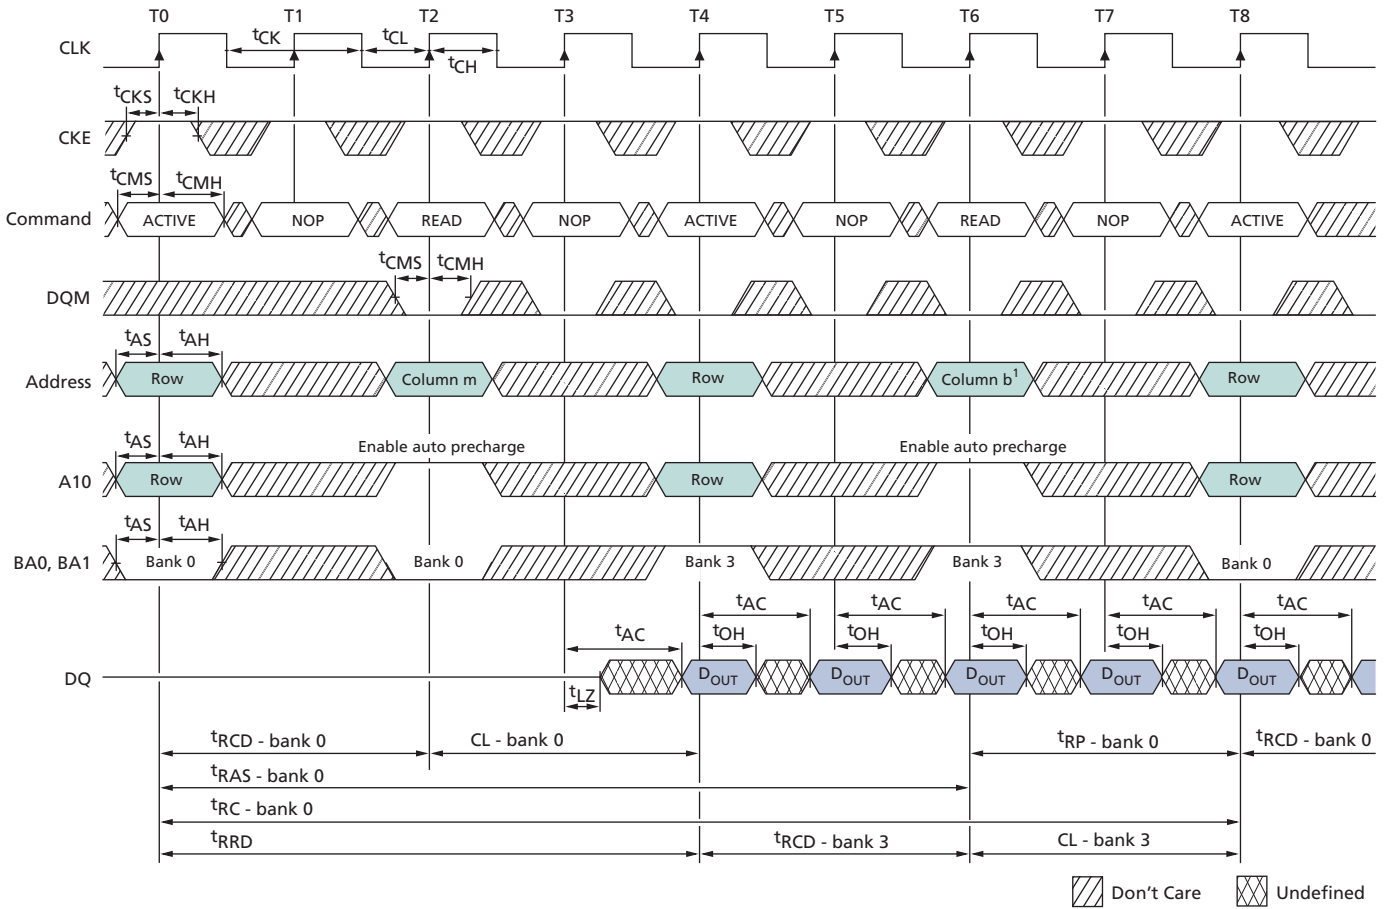 T0 T1 T2 T3 T4 T5 T6 T7 T8
CLK tCK tCL tCH
tCKS tCKH
CKE
tCMS tCMH
Command ACTIVE NOP READ NOP ACTIVE NOP READ NOP ACTIVE
tCMS tCMH
DQM
tAS tAH
Address Row Column m Row Column b1 Row
tAS tAH Enable auto precharge Enable auto precharge
A10 Row Row Row
tAS tAH
BA0, BA1 Bank 0 Bank 0 Bank 3 Bank 3 Bank 0
tAC tAC tAC tAC tAC
tAC tOH tOH tOH tOH tOH
DQ DOUT DOUT DOUT DOUT DOUT
tLZ
tRCD - bank 0 CL - bank 0 tRP - bank 0 tRCD - bank 0
tRAS - bank 0
tRC - bank 0
tRRD tRCD - bank 3 CL - bank 3
Don't Care Undefined